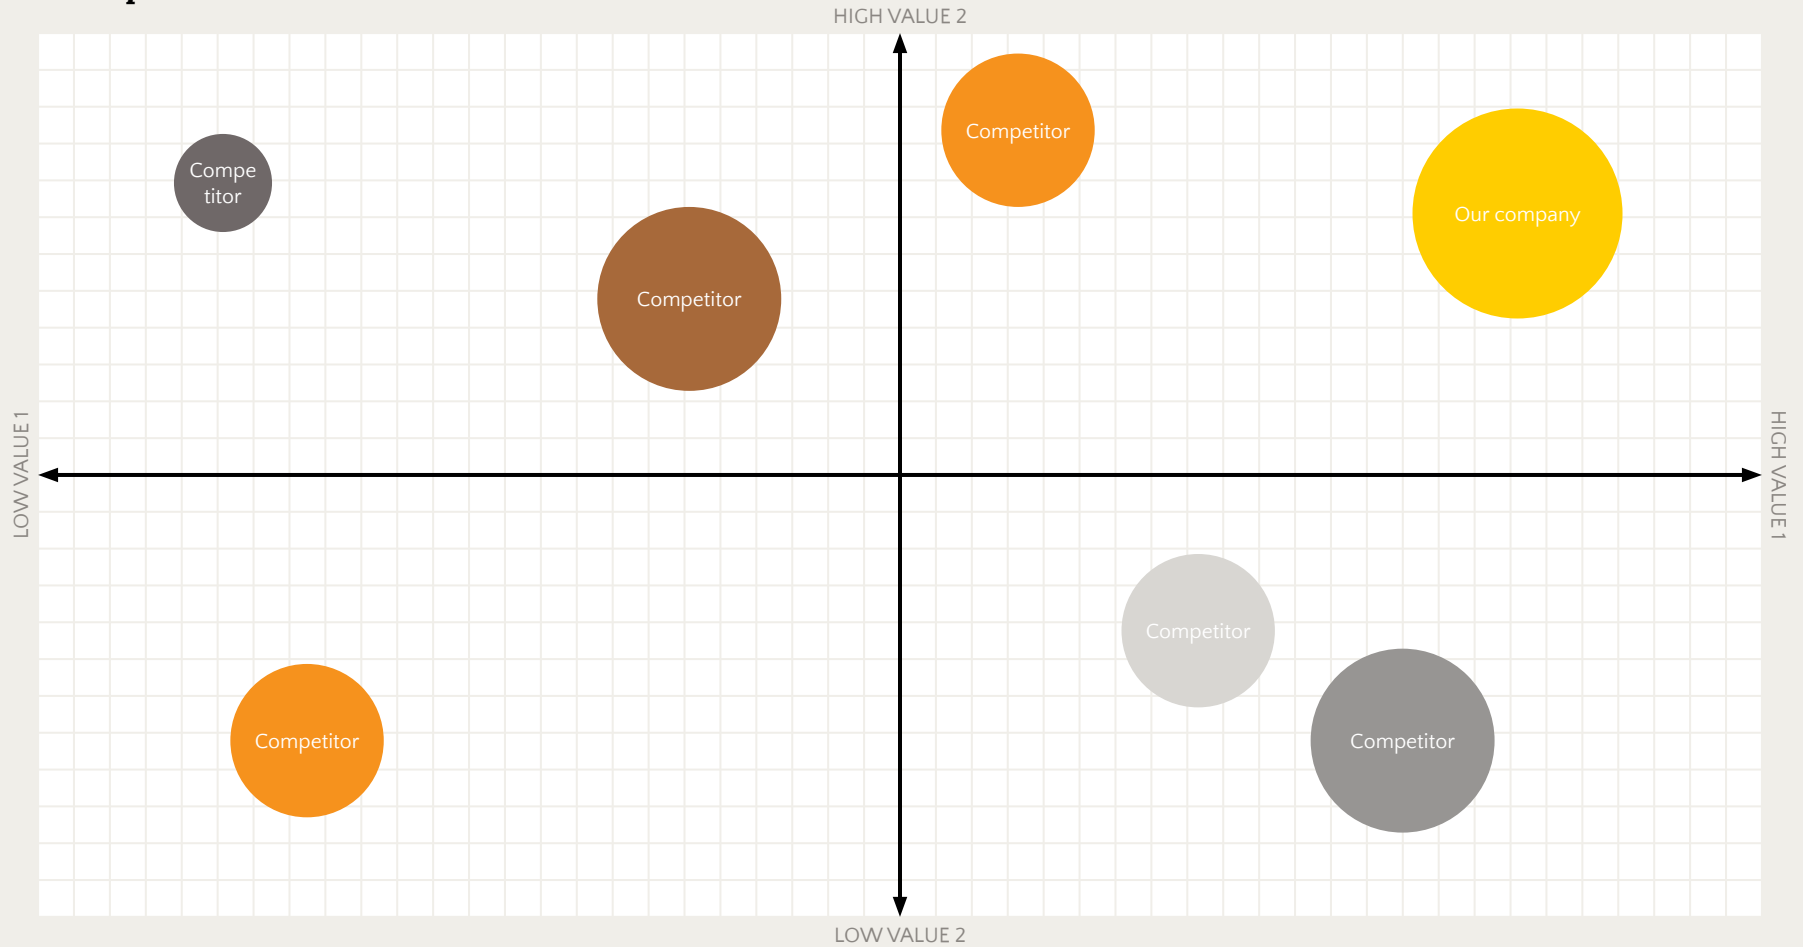 HIGH VALUE 2
Competitor
Compe
titor
Our company
Competitor
LOW VALUE 1
HIGH VALUE 1
Competitor
Competitor
Competitor
LOW VALUE 2